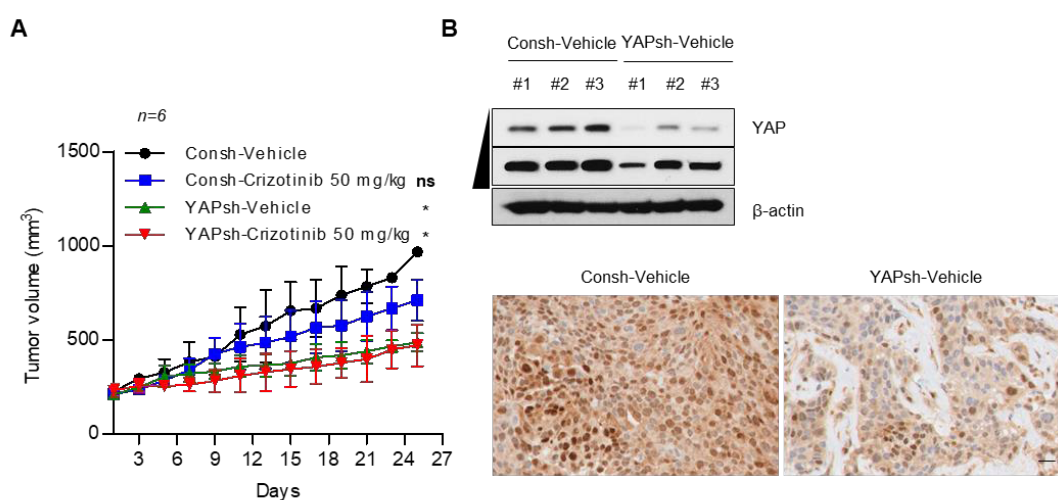 A
n=6
Consh-Vehicle
Consh-Crizotinib 50 mg/kg ns
YAPsh-Vehicle *
YAPsh-Crizotinib 50 mg/kg *
Tumor volume (mm³)
1500
1000
500
0
3 6 9 12 15 18 21 24 27
Days
B
Consh-Vehicle YAPsh-Vehicle
#1 #2 #3 #1 #2 #3
YAP
β-actin
Consh-Vehicle YAPsh-Vehicle